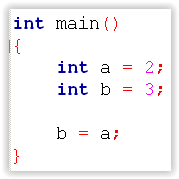 int main()
{
    int a = 2;
    int b = 3;

    b = a;
}